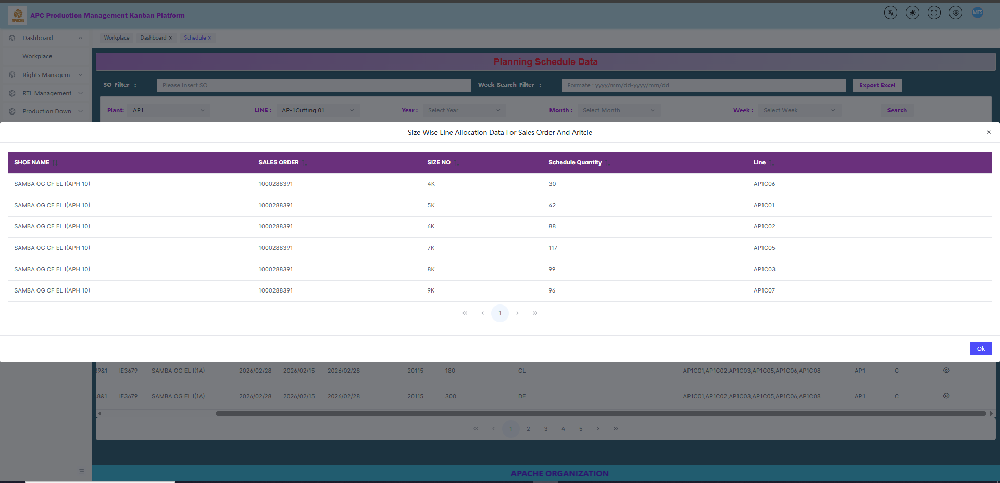 APACHE
APC Production Management Kanban Platform
MES
Dashboard
Workplace
Rights Managem...
RTL Management
Production Down...
Workplace Dashboard × Schedule ×
Planning Schedule Data
SO_Filter_: Please Insert SO Week_Search_Filter_: Formate : yyyy/mm/dd-yyyy/mm/dd Export Excel
Plant: AP1 LINE : AP-1Cutting 01 Year : Select Year Month : Select Month Week : Select Week Search
Size Wise Line Allocation Data For Sales Order And Aritcle ×
SHOE NAME SALES ORDER SIZE NO Schedule Quantity Line
SAMBA OG CF EL I(APH 10) 1000288391 4K 30 AP1C06
SAMBA OG CF EL I(APH 10) 1000288391 5K 42 AP1C01
SAMBA OG CF EL I(APH 10) 1000288391 6K 88 AP1C02
SAMBA OG CF EL I(APH 10) 1000288391 7K 117 AP1C05
SAMBA OG CF EL I(APH 10) 1000288391 8K 99 AP1C03
SAMBA OG CF EL I(APH 10) 1000288391 9K 96 AP1C07
« ‹ 1 › »
Ok
39&1 IE3679 SAMBA OG EL I(1A) 2026/02/28 2026/02/15 2026/02/28 20115 180 CL AP1C01,AP1C02,AP1C03,AP1C05,AP1C06,AP1C08 AP1 C
8&1 IE3679 SAMBA OG EL I(1A) 2026/02/28 2026/02/15 2026/02/28 20115 300 DE AP1C01,AP1C02,AP1C03,AP1C05,AP1C06,AP1C08 AP1 C
« ‹ 1 2 3 4 5 › »
APACHE ORGANIZATION